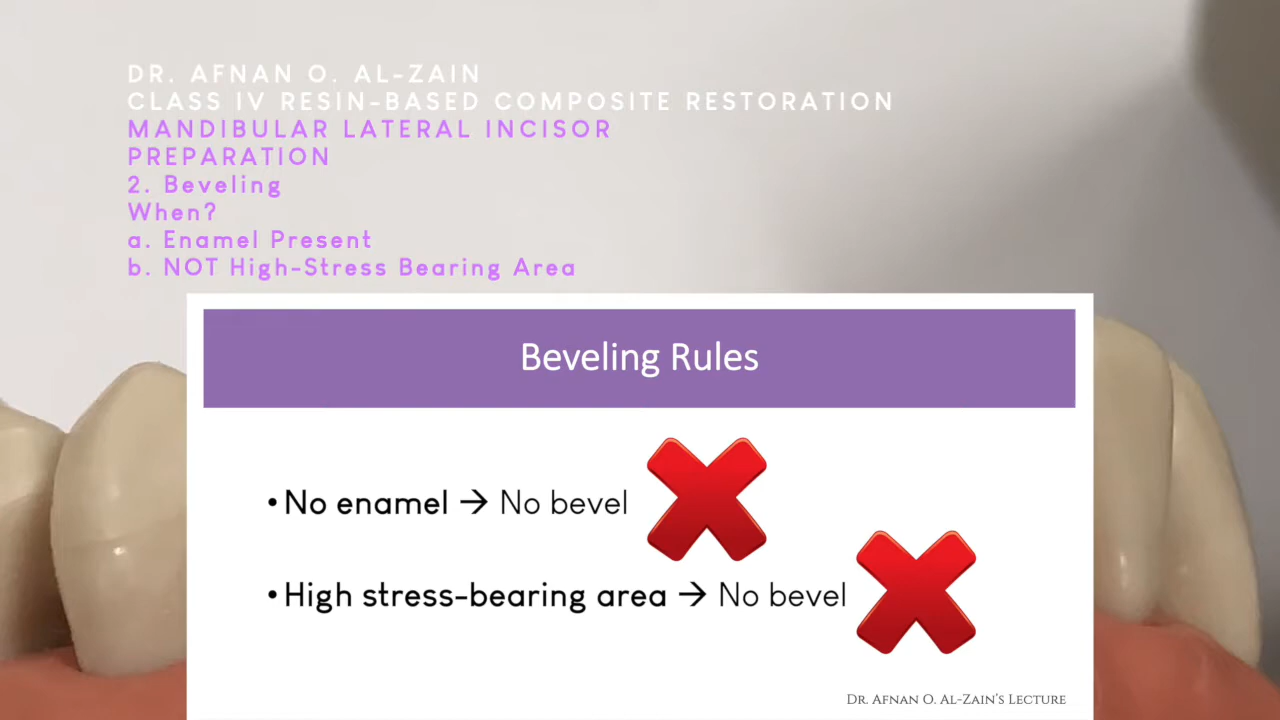 DR. AFNAN O. AL-ZAIN
CLASS IV RESIN-BASED COMPOSITE RESTORATION
MANDIBULAR LATERAL INCISOR
PREPARATION
2. Beveling
When?
a. Enamel Present
b. NOT High-Stress Bearing Area
Beveling Rules
• No enamel → No bevel
• High stress-bearing area → No bevel
DR. AFNAN O. AL-ZAIN'S LECTURE